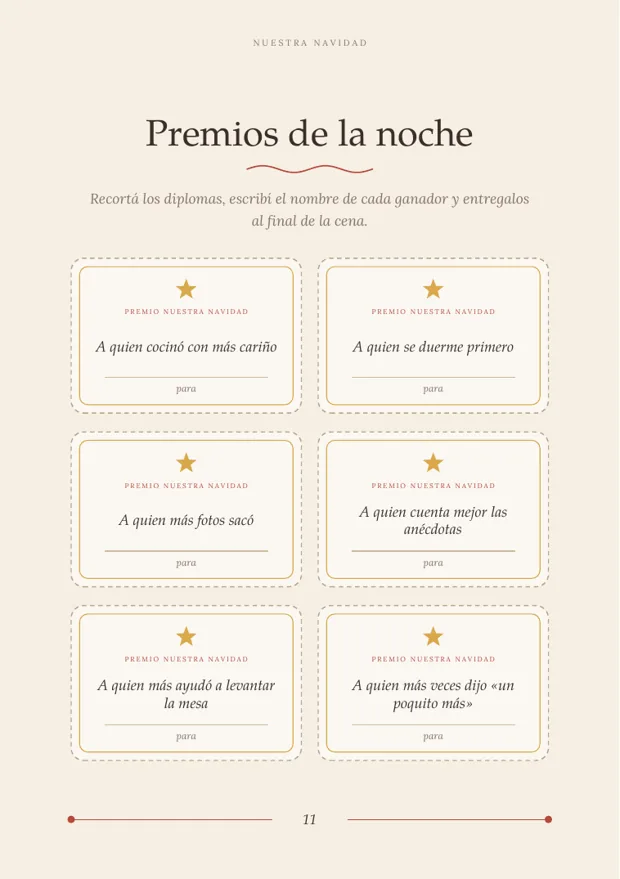 NUESTRA NAVIDAD
Premios de la noche
Recortá los diplomas, escribí el nombre de cada ganador y entregalos
al final de la cena.
PREMIO NUESTRA NAVIDAD
A quien cocinó con más cariño
para
PREMIO NUESTRA NAVIDAD
A quien se duerme primero
para
PREMIO NUESTRA NAVIDAD
A quien más fotos sacó
para
PREMIO NUESTRA NAVIDAD
A quien cuenta mejor las
anécdotas
para
PREMIO NUESTRA NAVIDAD
A quien más ayudó a levantar
la mesa
para
PREMIO NUESTRA NAVIDAD
A quien más veces dijo «un
poquito más»
para
11